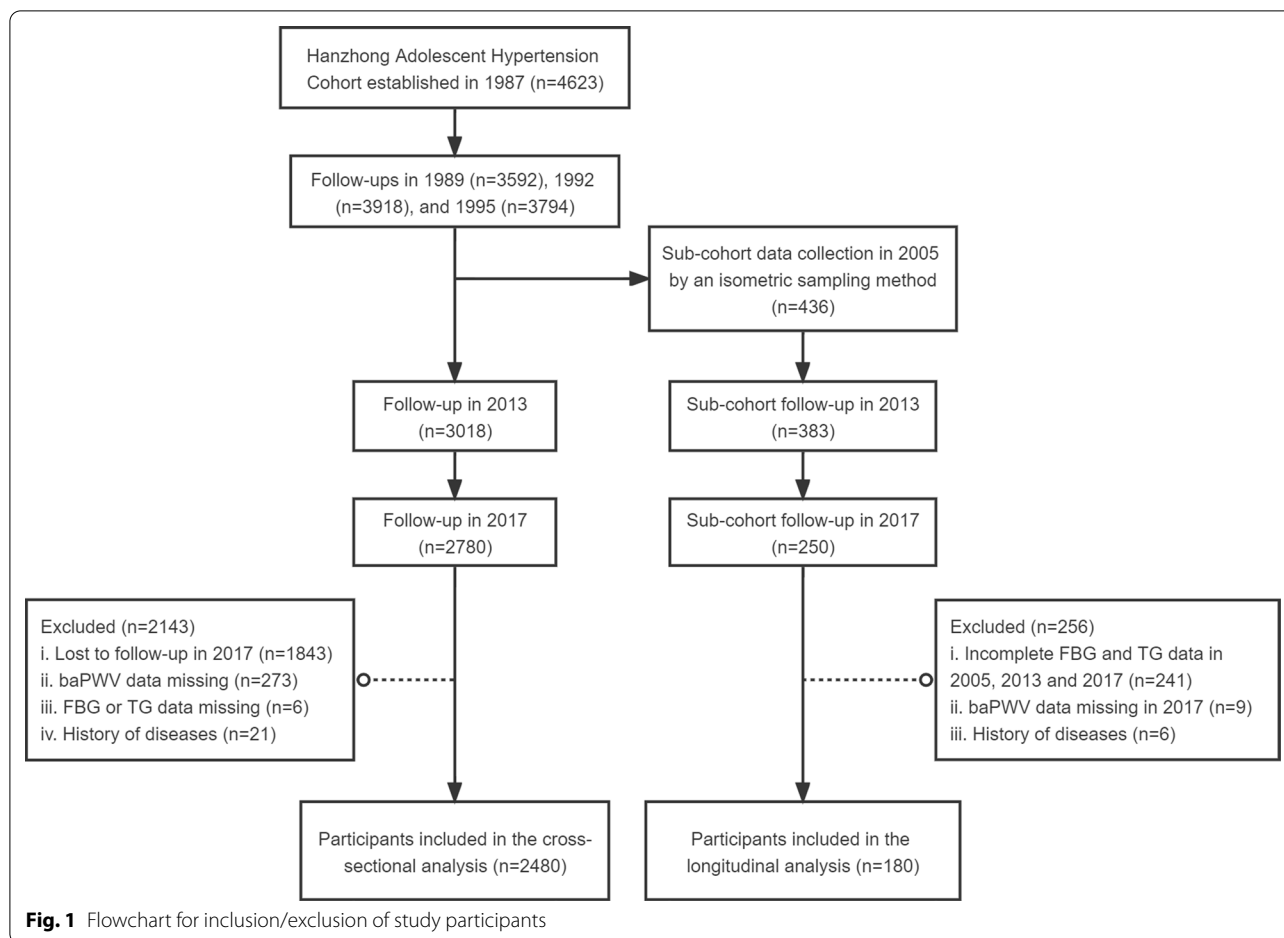 Hanzhong Adolescent Hypertension
Cohort established in 1987 (n=4623)
Follow-ups in 1989 (n=3592), 1992
(n=3918), and 1995 (n=3794)
Sub-cohort data collection in 2005
by an isometric sampling method
(n=436)
Follow-up in 2013
(n=3018)
Sub-cohort follow-up in 2013
(n=383)
Follow-up in 2017
(n=2780)
Sub-cohort follow-up in 2017
(n=250)
Excluded (n=2143)
i. Lost to follow-up in 2017 (n=1843)
ii. baPWV data missing (n=273)
iii. FBG or TG data missing (n=6)
iv. History of diseases (n=21)
Excluded (n=256)
i. Incomplete FBG and TG data in
2005, 2013 and 2017 (n=241)
ii. baPWV data missing in 2017 (n=9)
iii. History of diseases (n=6)
Participants included in the cross-
sectional analysis (n=2480)
Participants included in the
longitudinal analysis (n=180)
Fig. 1 Flowchart for inclusion/exclusion of study participants